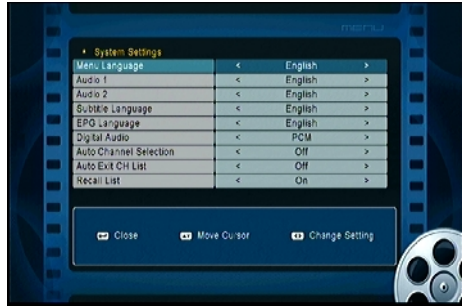 menu
System Settings
Menu Language < English >
Audio 1 < English >
Audio 2 < English >
Subtitle Language < English >
EPG Language < English >
Digital Audio < PCM >
Auto Channel Selection < Off >
Auto Exit CH List < Off >
Recall List < On >
Close Move Cursor Change Setting